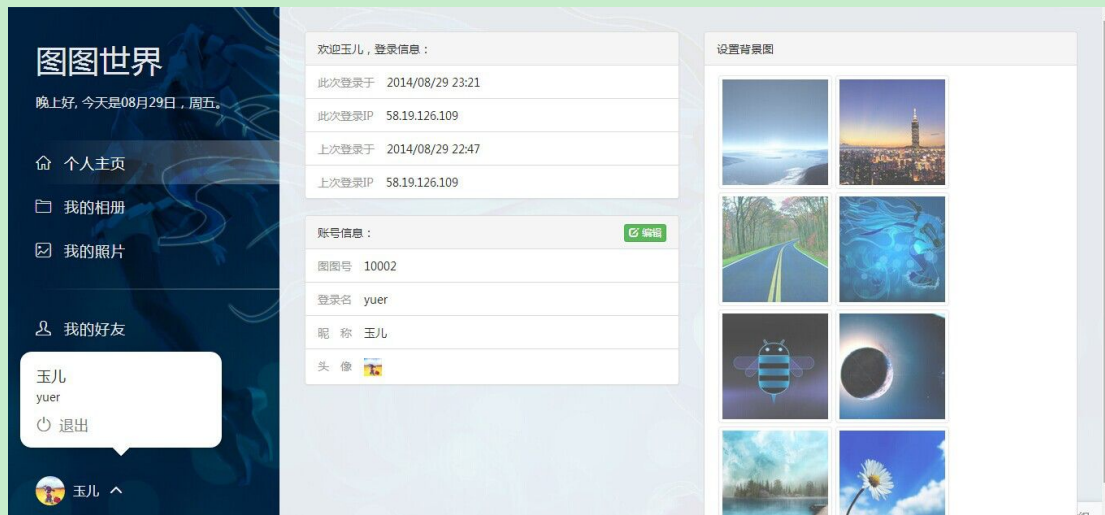 图图世界
晚上好, 今天是08月29日，周五。
个人主页
我的相册
我的照片
我的好友
玉儿
yuer
退出
玉儿
欢迎玉儿，登录信息：
此次登录于 2014/08/29 23:21
此次登录IP 58.19.126.109
上次登录于 2014/08/29 22:47
上次登录IP 58.19.126.109
账号信息：
编辑
图图号 10002
登录名 yuer
昵 称 玉儿
头 像
设置背景图